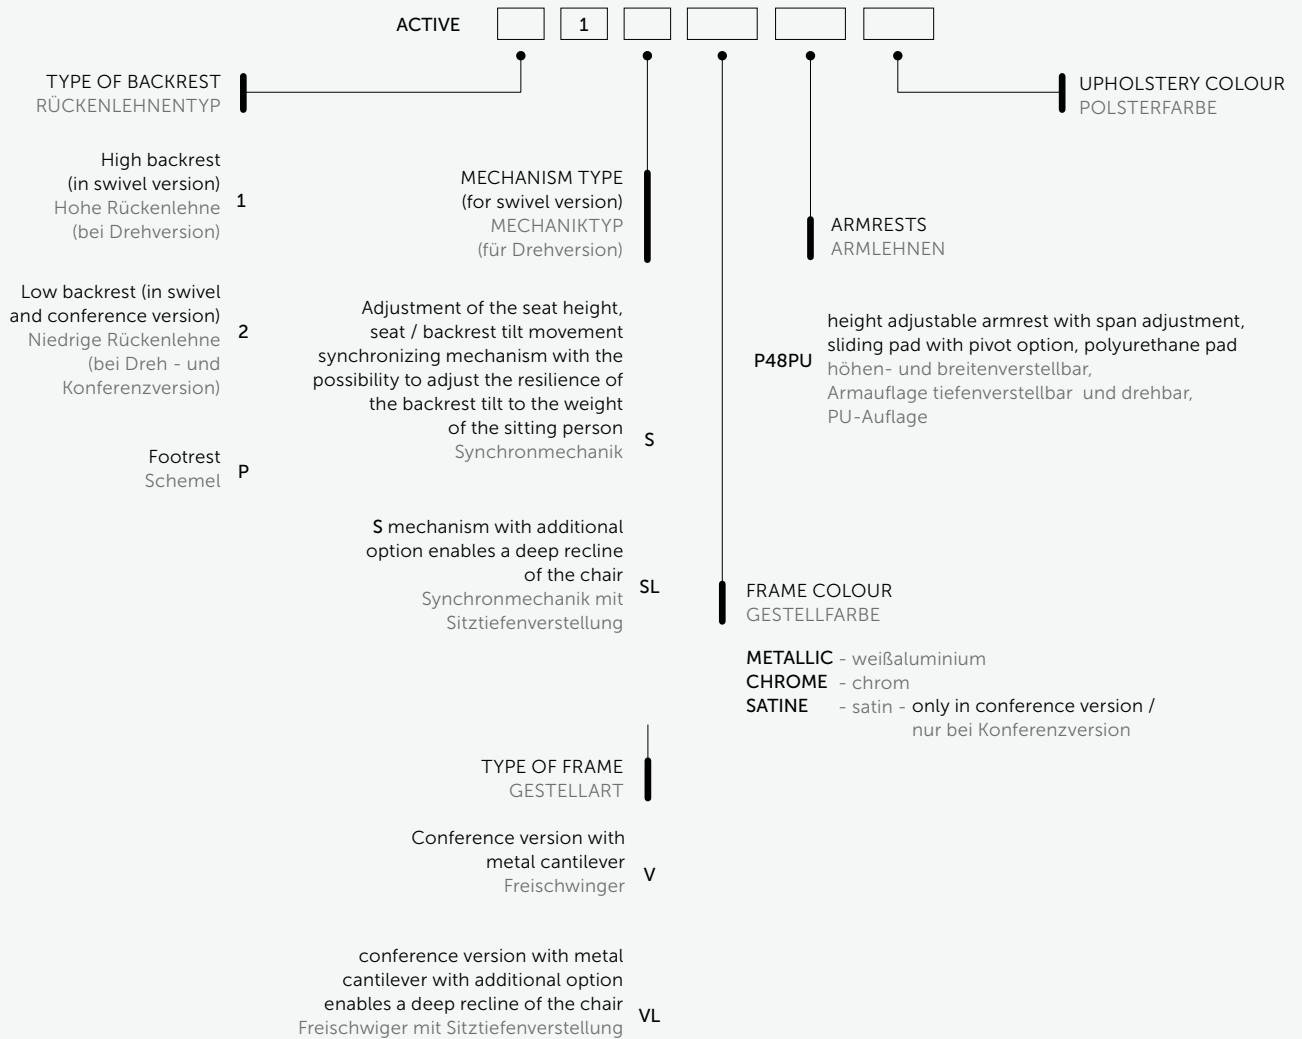 ACTIVE 1
TYPE OF BACKREST
RÜCKENLEHNENTYP
High backrest
(in swivel version)
Hohe Rückenlehne
(bei Drehversion)
1
Low backrest (in swivel
and conference version)
Niedrige Rückenlehne
(bei Dreh - und
Konferenzversion)
2
Footrest
Schemel
P
MECHANISM TYPE
(for swivel version)
MECHANIKTYP
(für Drehversion)
Adjustment of the seat height,
seat / backrest tilt movement
synchronizing mechanism with the
possibility to adjust the resilience of
the backrest tilt to the weight
of the sitting person
Synchronmechanik
S
S mechanism with additional
option enables a deep recline
of the chair
Synchronmechanik mit
Sitztiefenverstellung
SL
TYPE OF FRAME
GESTELLART
Conference version with
metal cantilever
Freischwinger
V
conference version with metal
cantilever with additional option
enables a deep recline of the chair
Freischwiger mit Sitztiefenverstellung
VL
FRAME COLOUR
GESTELLFARBE
METALLIC - weißaluminium
CHROME - chrom
SATINE - satin - only in conference version /
nur bei Konferenzversion
ARMRESTS
ARMLEHNEN
P48PU
height adjustable armrest with span adjustment,
sliding pad with pivot option, polyurethane pad
höhen- und breitenverstellbar,
Armauflage tiefenverstellbar und drehbar,
PU-Auflage
UPHOLSTERY COLOUR
POLSTERFARBE